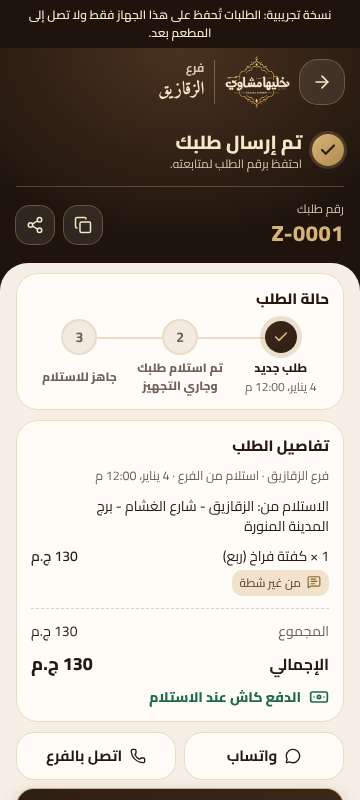 نسخة تجريبية: الطلبات تُحفظ على هذا الجهاز فقط ولا تصل إلى
المطعم بعد.
خليها مشاوي
فرع
الزقازيق
تم إرسال طلبك
احتفظ برقم الطلب لمتابعته.
رقم طلبك
Z-0001
حالة الطلب
2
3
طلب جديد
4 يناير، 12:00 م
تم استلام طلبك
وجاري التجهيز
جاهز للاستلام
تفاصيل الطلب
فرع الزقازيق · استلام من الفرع · 4 يناير، 12:00 م
الاستلام من: الزقازيق - شارع الغشام - برج
المدينة المنورة
1 × كفتة فراخ (ربع) 130 ج.م
من غير شطة
المجموع 130 ج.م
الإجمالي 130 ج.م
الدفع كاش عند الاستلام
واتساب
اتصل بالفرع